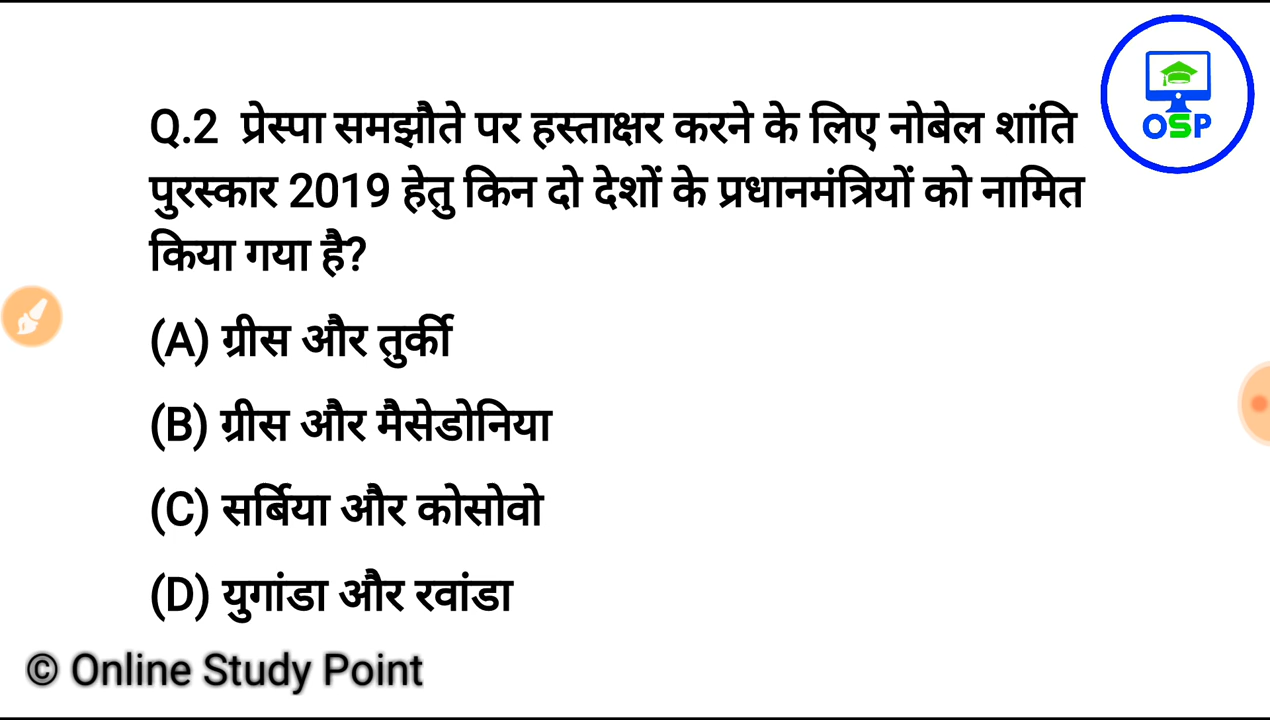 Q.2 प्रेस्पा समझौते पर हस्ताक्षर करने के लिए नोबेल शांति
पुरस्कार 2019 हेतु किन दो देशों के प्रधानमंत्रियों को नामित
किया गया है?
(A) ग्रीस और तुर्की
(B) ग्रीस और मैसेडोनिया
(C) सर्बिया और कोसोवो
(D) युगांडा और रवांडा
© Online Study Point
OSP